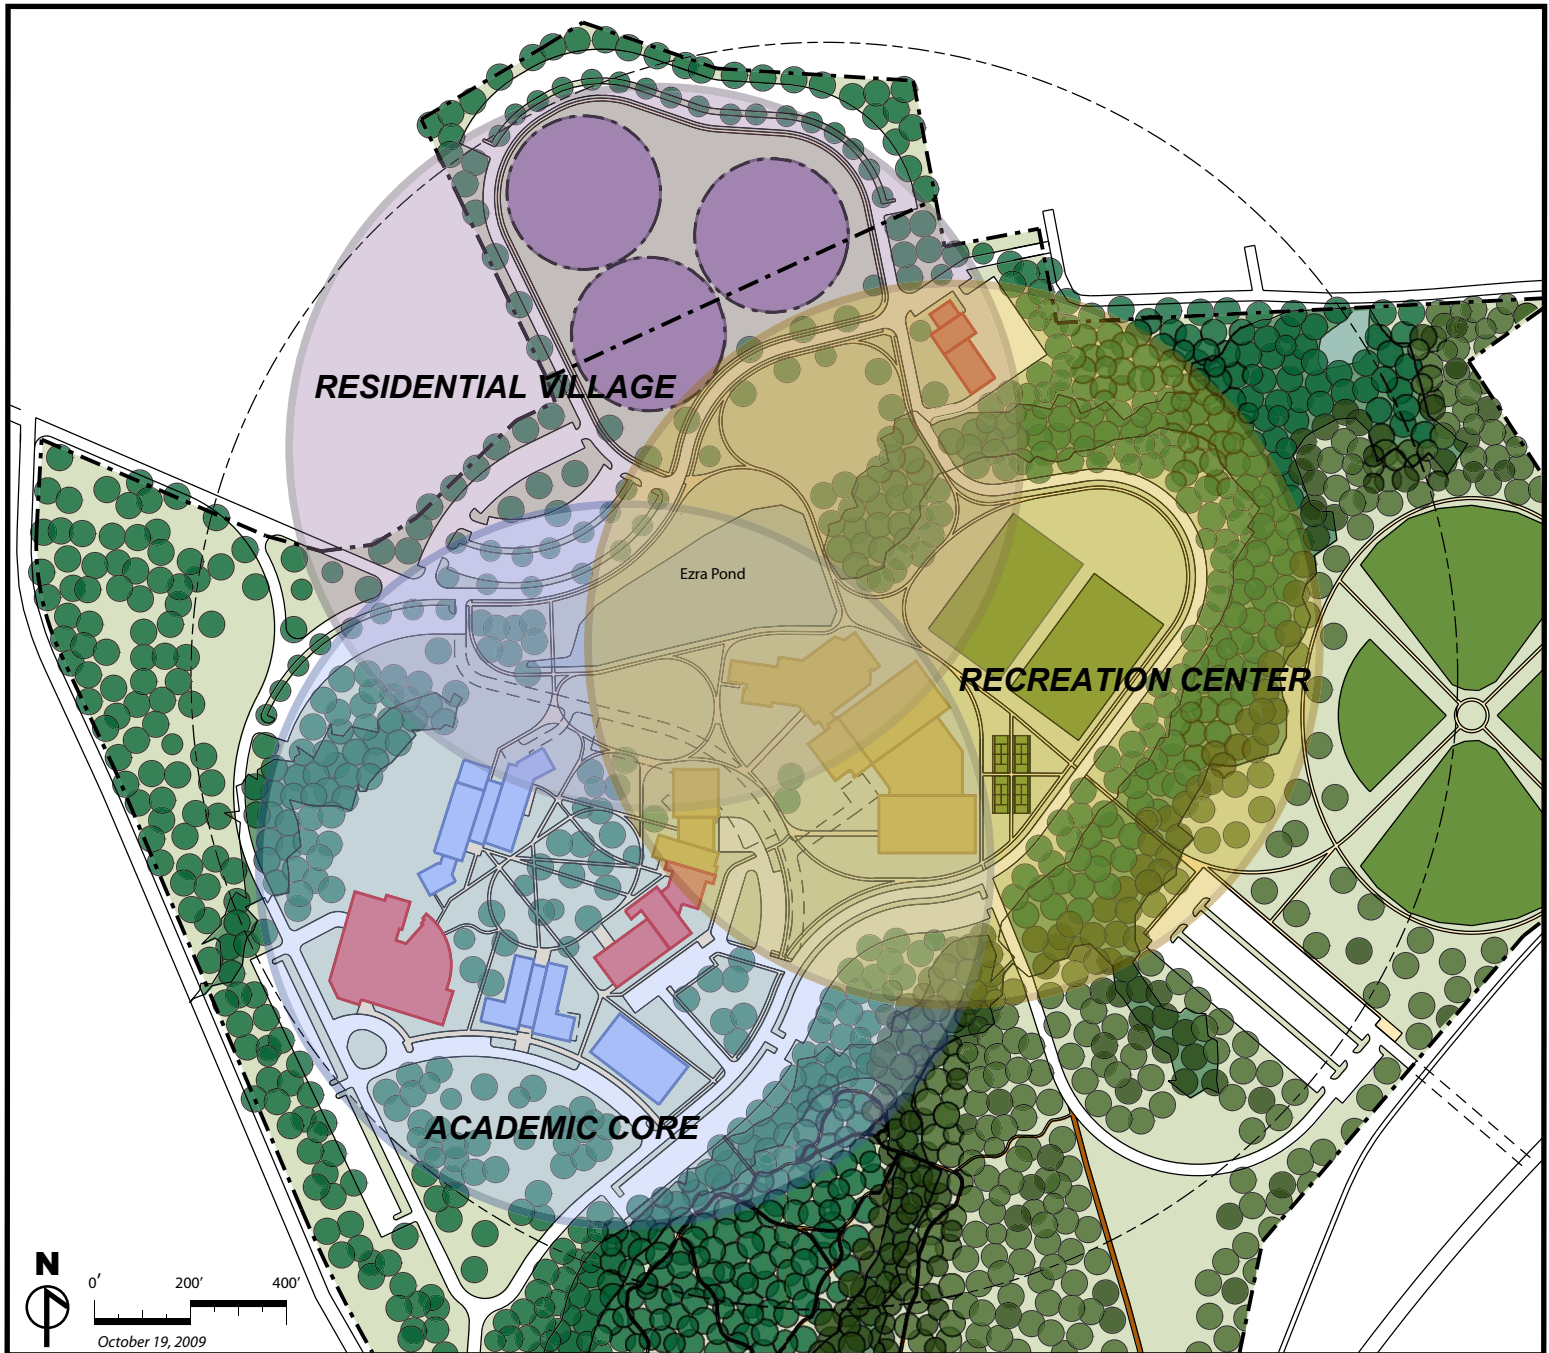 RESIDENTIAL VILLAGE
Ezra Pond
RECREATION CENTER
ACADEMIC CORE
N
0' 200' 400'
October 19, 2009